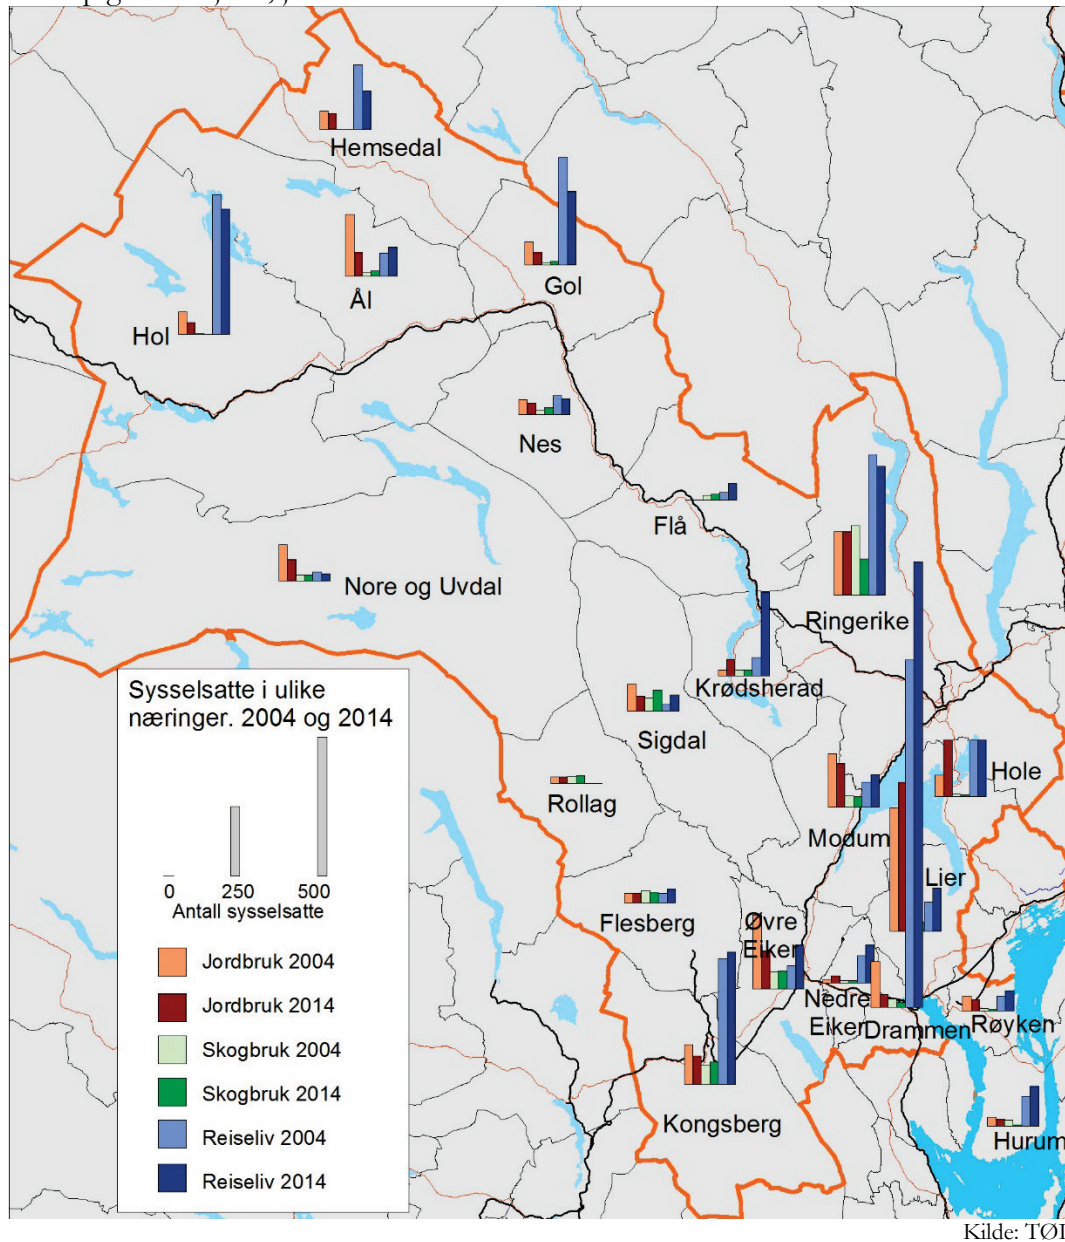 Hemsedal
Gol
Ål
Hol
Nes
Flå
Nore og Uvdal
Ringerike
Krødsherad
Sigdal
Hole
Rollag
Modum
Lier
Flesberg
Øvre
Eiker
Nedre
Eiker
Drammen
Røyken
Kongsberg
Hurum
Sysselsatte i ulike
næringer. 2004 og 2014
0 250 500
Antall sysselsatte
Jordbruk 2004
Jordbruk 2014
Skogbruk 2004
Skogbruk 2014
Reiseliv 2004
Reiseliv 2014
Kilde: TØI